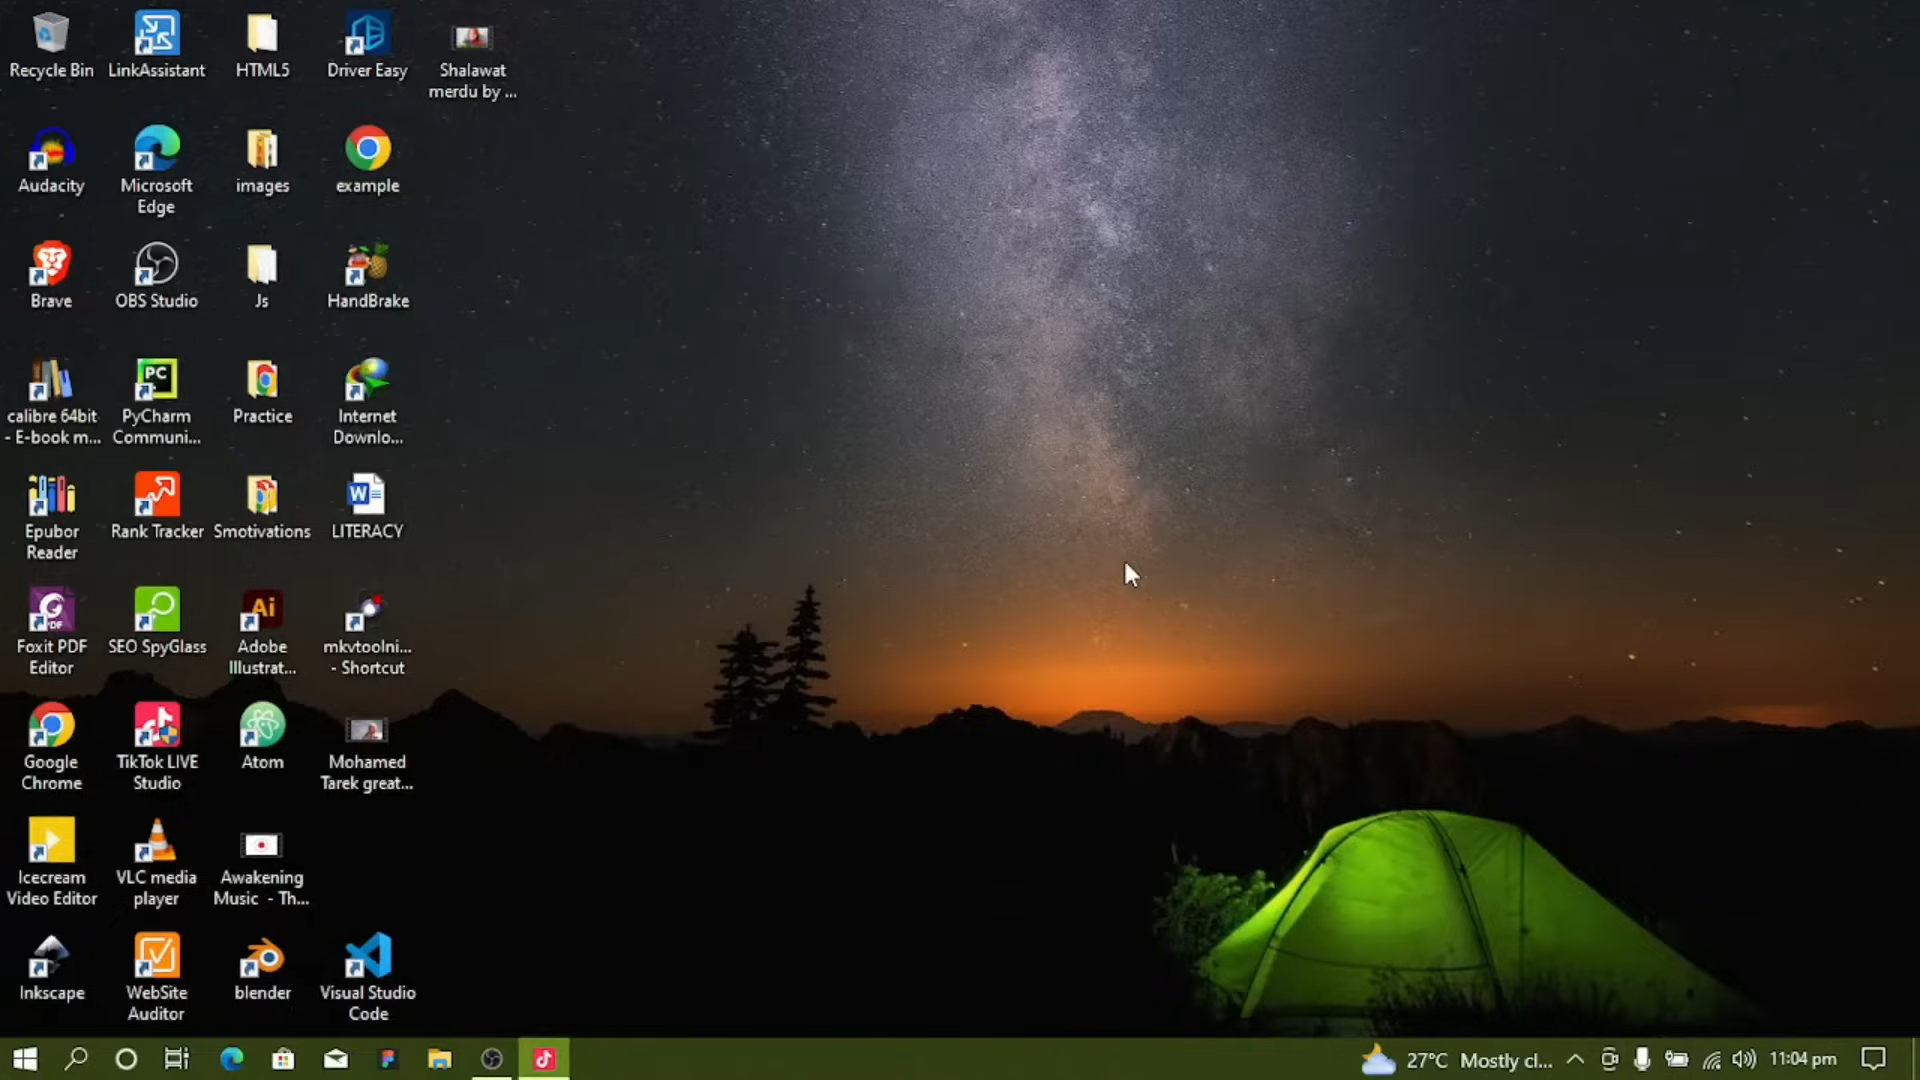 Recycle Bin
LinkAssistant
HTML5
Driver Easy
Shalawat
merdu by ...
Audacity
Microsoft
Edge
images
example
Brave
OBS Studio
Js
HandBrake
calibre 64bit
- E-book m...
PC
PyCharm
Communi...
Practice
Internet
Downlo...
Epubor
Reader
Rank Tracker
Smotivations
W
LITERACY
PDF
Foxit PDF
Editor
SEO SpyGlass
Ai
Adobe
Illustrat...
mkvtoolni...
- Shortcut
Google
Chrome
TikTok LIVE
Studio
Atom
Mohamed
Tarek great...
Icecream
Video Editor
VLC media
player
Awakening
Music - Th...
Inkscape
WebSite
Auditor
blender
Visual Studio
Code
27°C Mostly cl...
11:04 pm